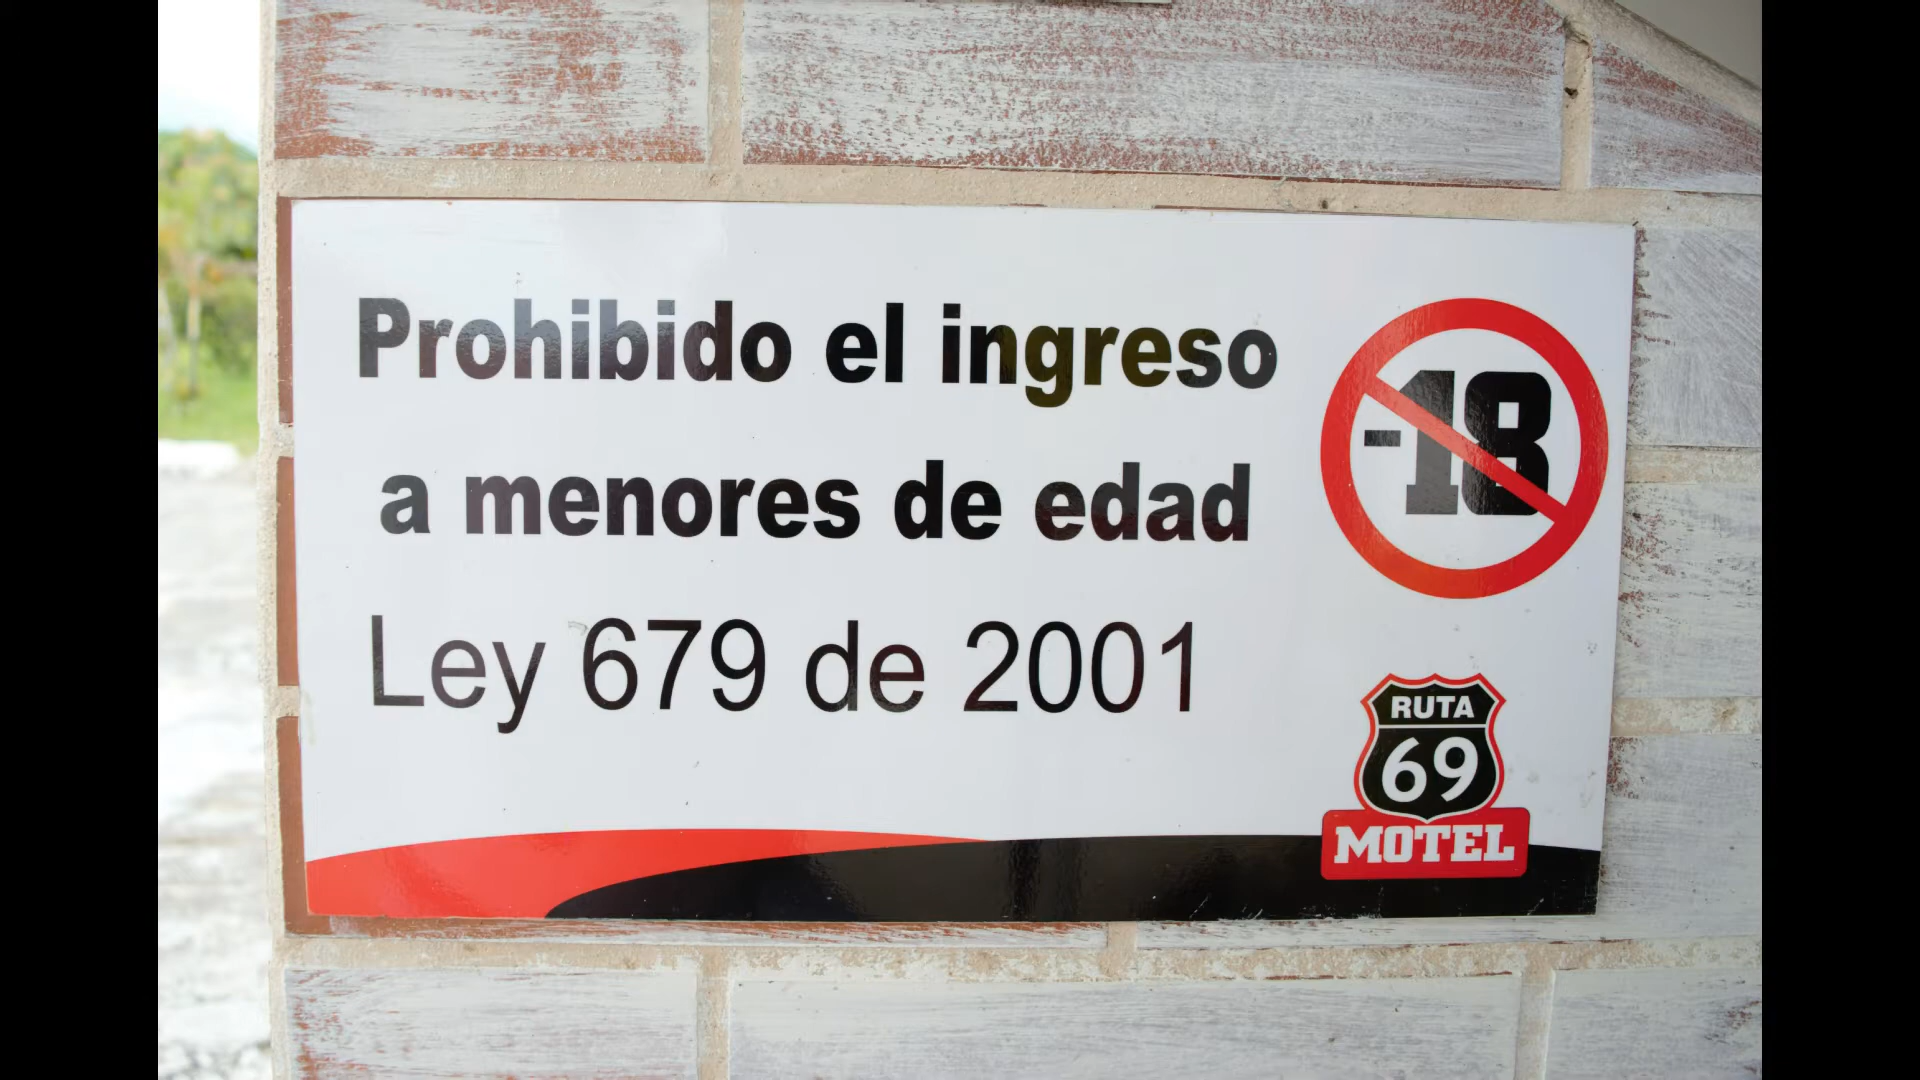 Prohibido el ingreso
a menores de edad
Ley 679 de 2001
-18
RUTA
69
MOTEL